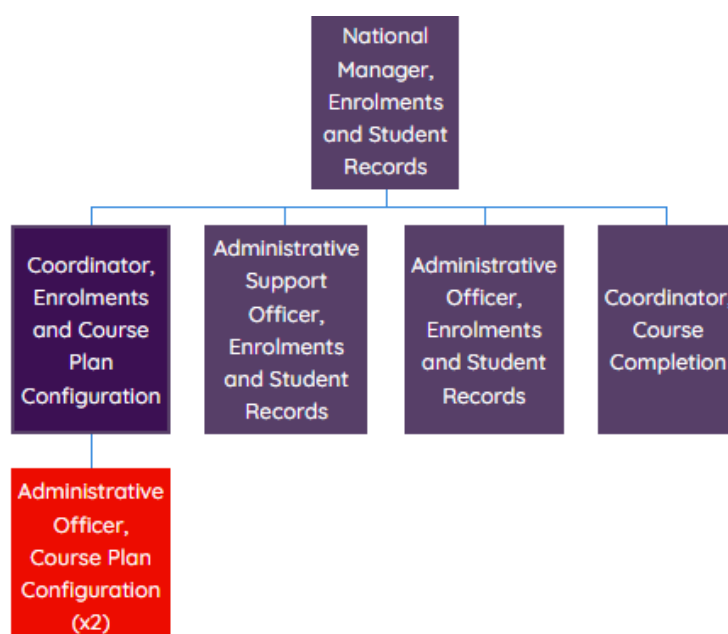 National
Manager,
Enrolments
and Student
Records
Coordinator,
Enrolments
and Course
Plan
Configuration
Administrative
Support
Officer,
Enrolments
and Student
Records
Administrative
Officer,
Enrolments
and Student
Records
Coordinator,
Course
Completion
Administrative
Officer,
Course Plan
Configuration
(x2)